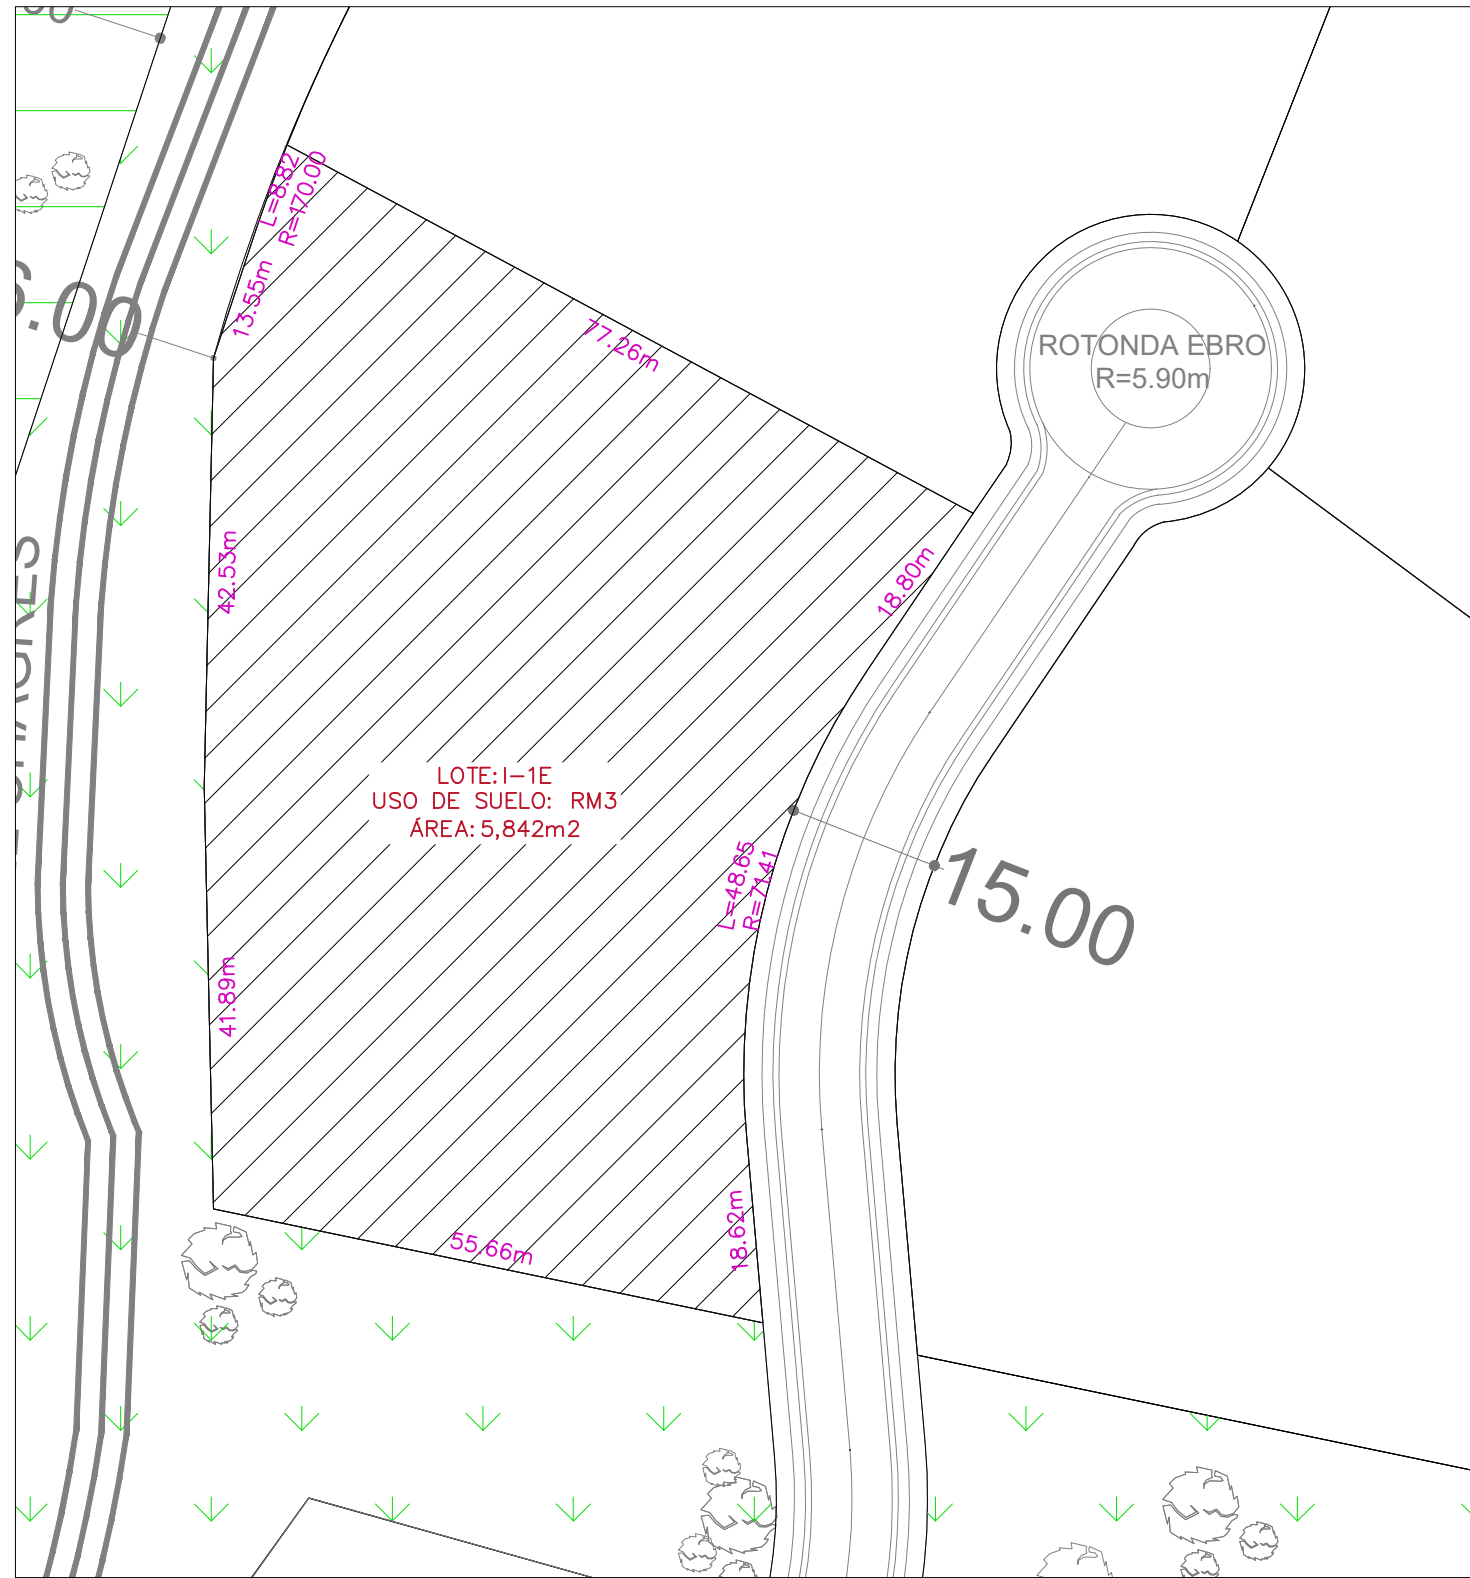 L=8.82
R=170.00
13.55m
77.26m
ROTONDA EBRO
R=5.90m
42.53m
18.80m
LOTE:I-1E
USO DE SUELO: RM3
ÁREA:5,842m2
L=48.65
R=71.41
15.00
41.89m
18.62m
55.66m